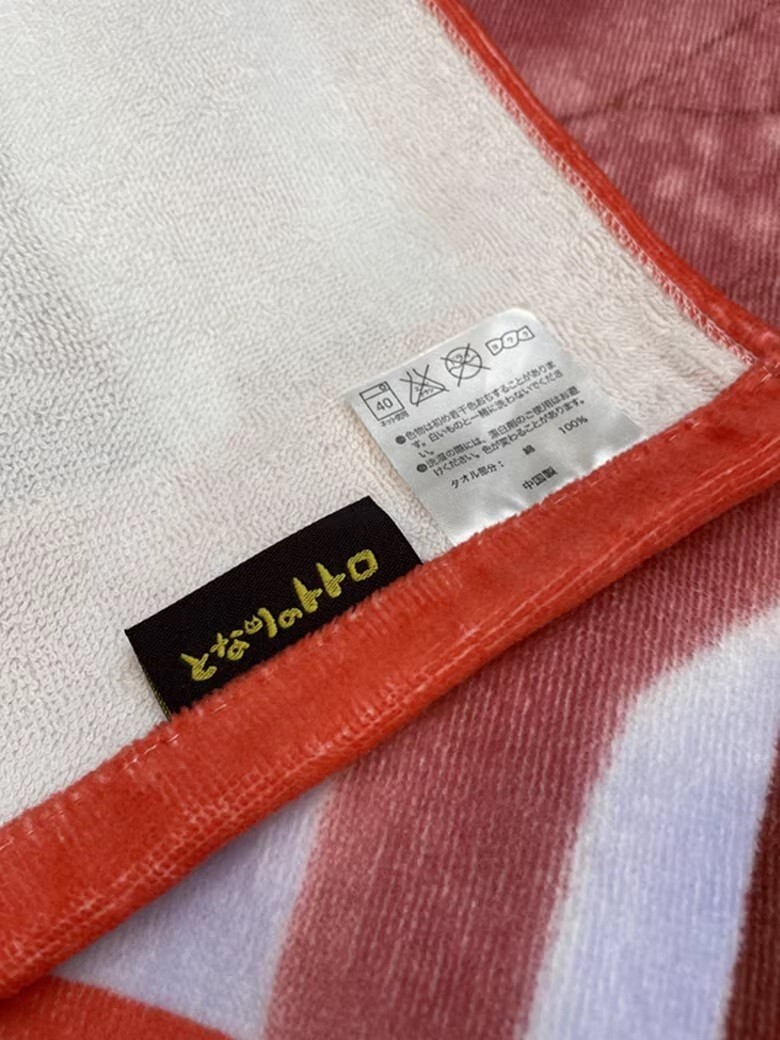 40
ネット使用
●色物は初め若干色おちすることがありま
す。白いものと一緒に洗わないでくださ
い。
●洗濯の際には、漂白剤のご使用はお避
けください。色が変わることがあります。
タオル部分： 綿 100%
中国製
となりのトトロ